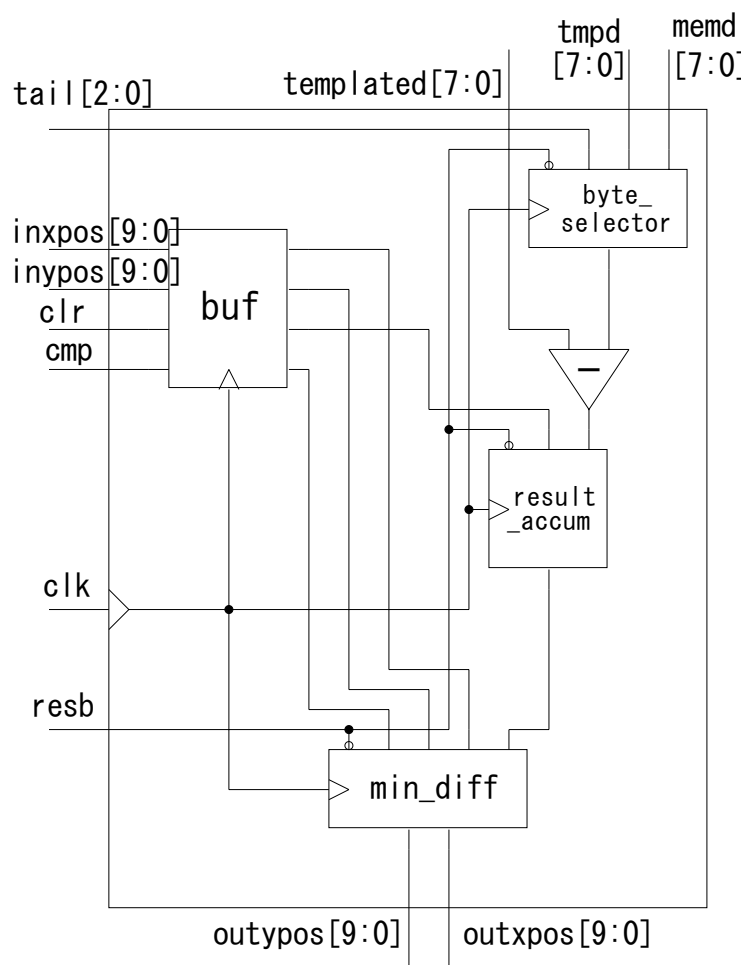 tmpd
[7:0]
memd
[7:0]
templated[7:0]
tail[2:0]
byte_
selector
inxpos[9:0]
inypos[9:0]
clr
cmp
buf
−
result
_accum
clk
resb
min_diff
outypos[9:0]
outxpos[9:0]